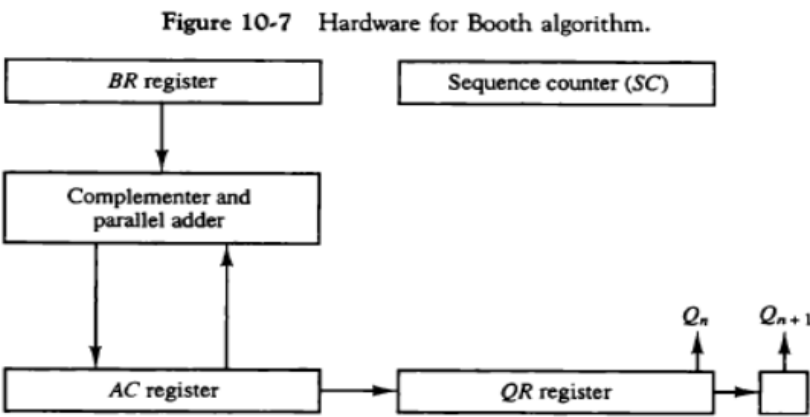 Figure 10-7 Hardware for Booth algorithm.
BR register
Sequence counter (SC)
Complementer and
parallel adder
Qn
Qn+1
AC register
QR register